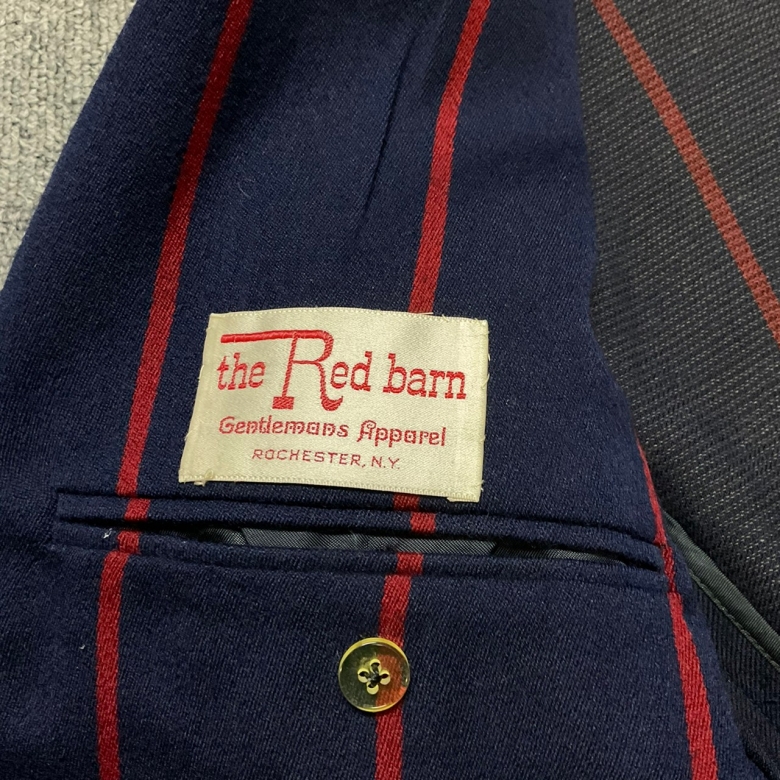 the Red barn
Gentlemans Apparel
ROCHESTER, N.Y.